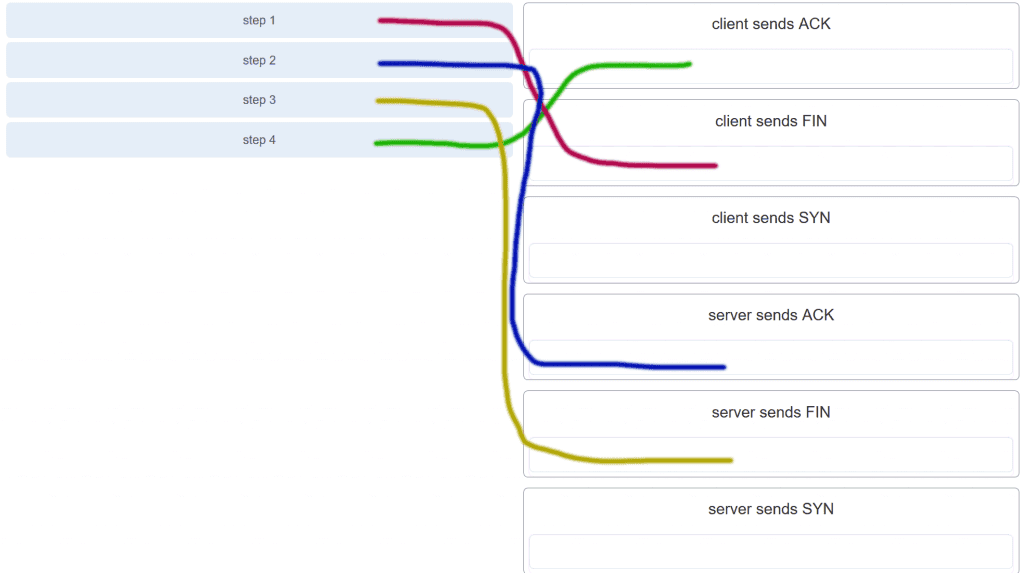 step 1
step 2
step 3
step 4
client sends ACK
client sends FIN
client sends SYN
server sends ACK
server sends FIN
server sends SYN